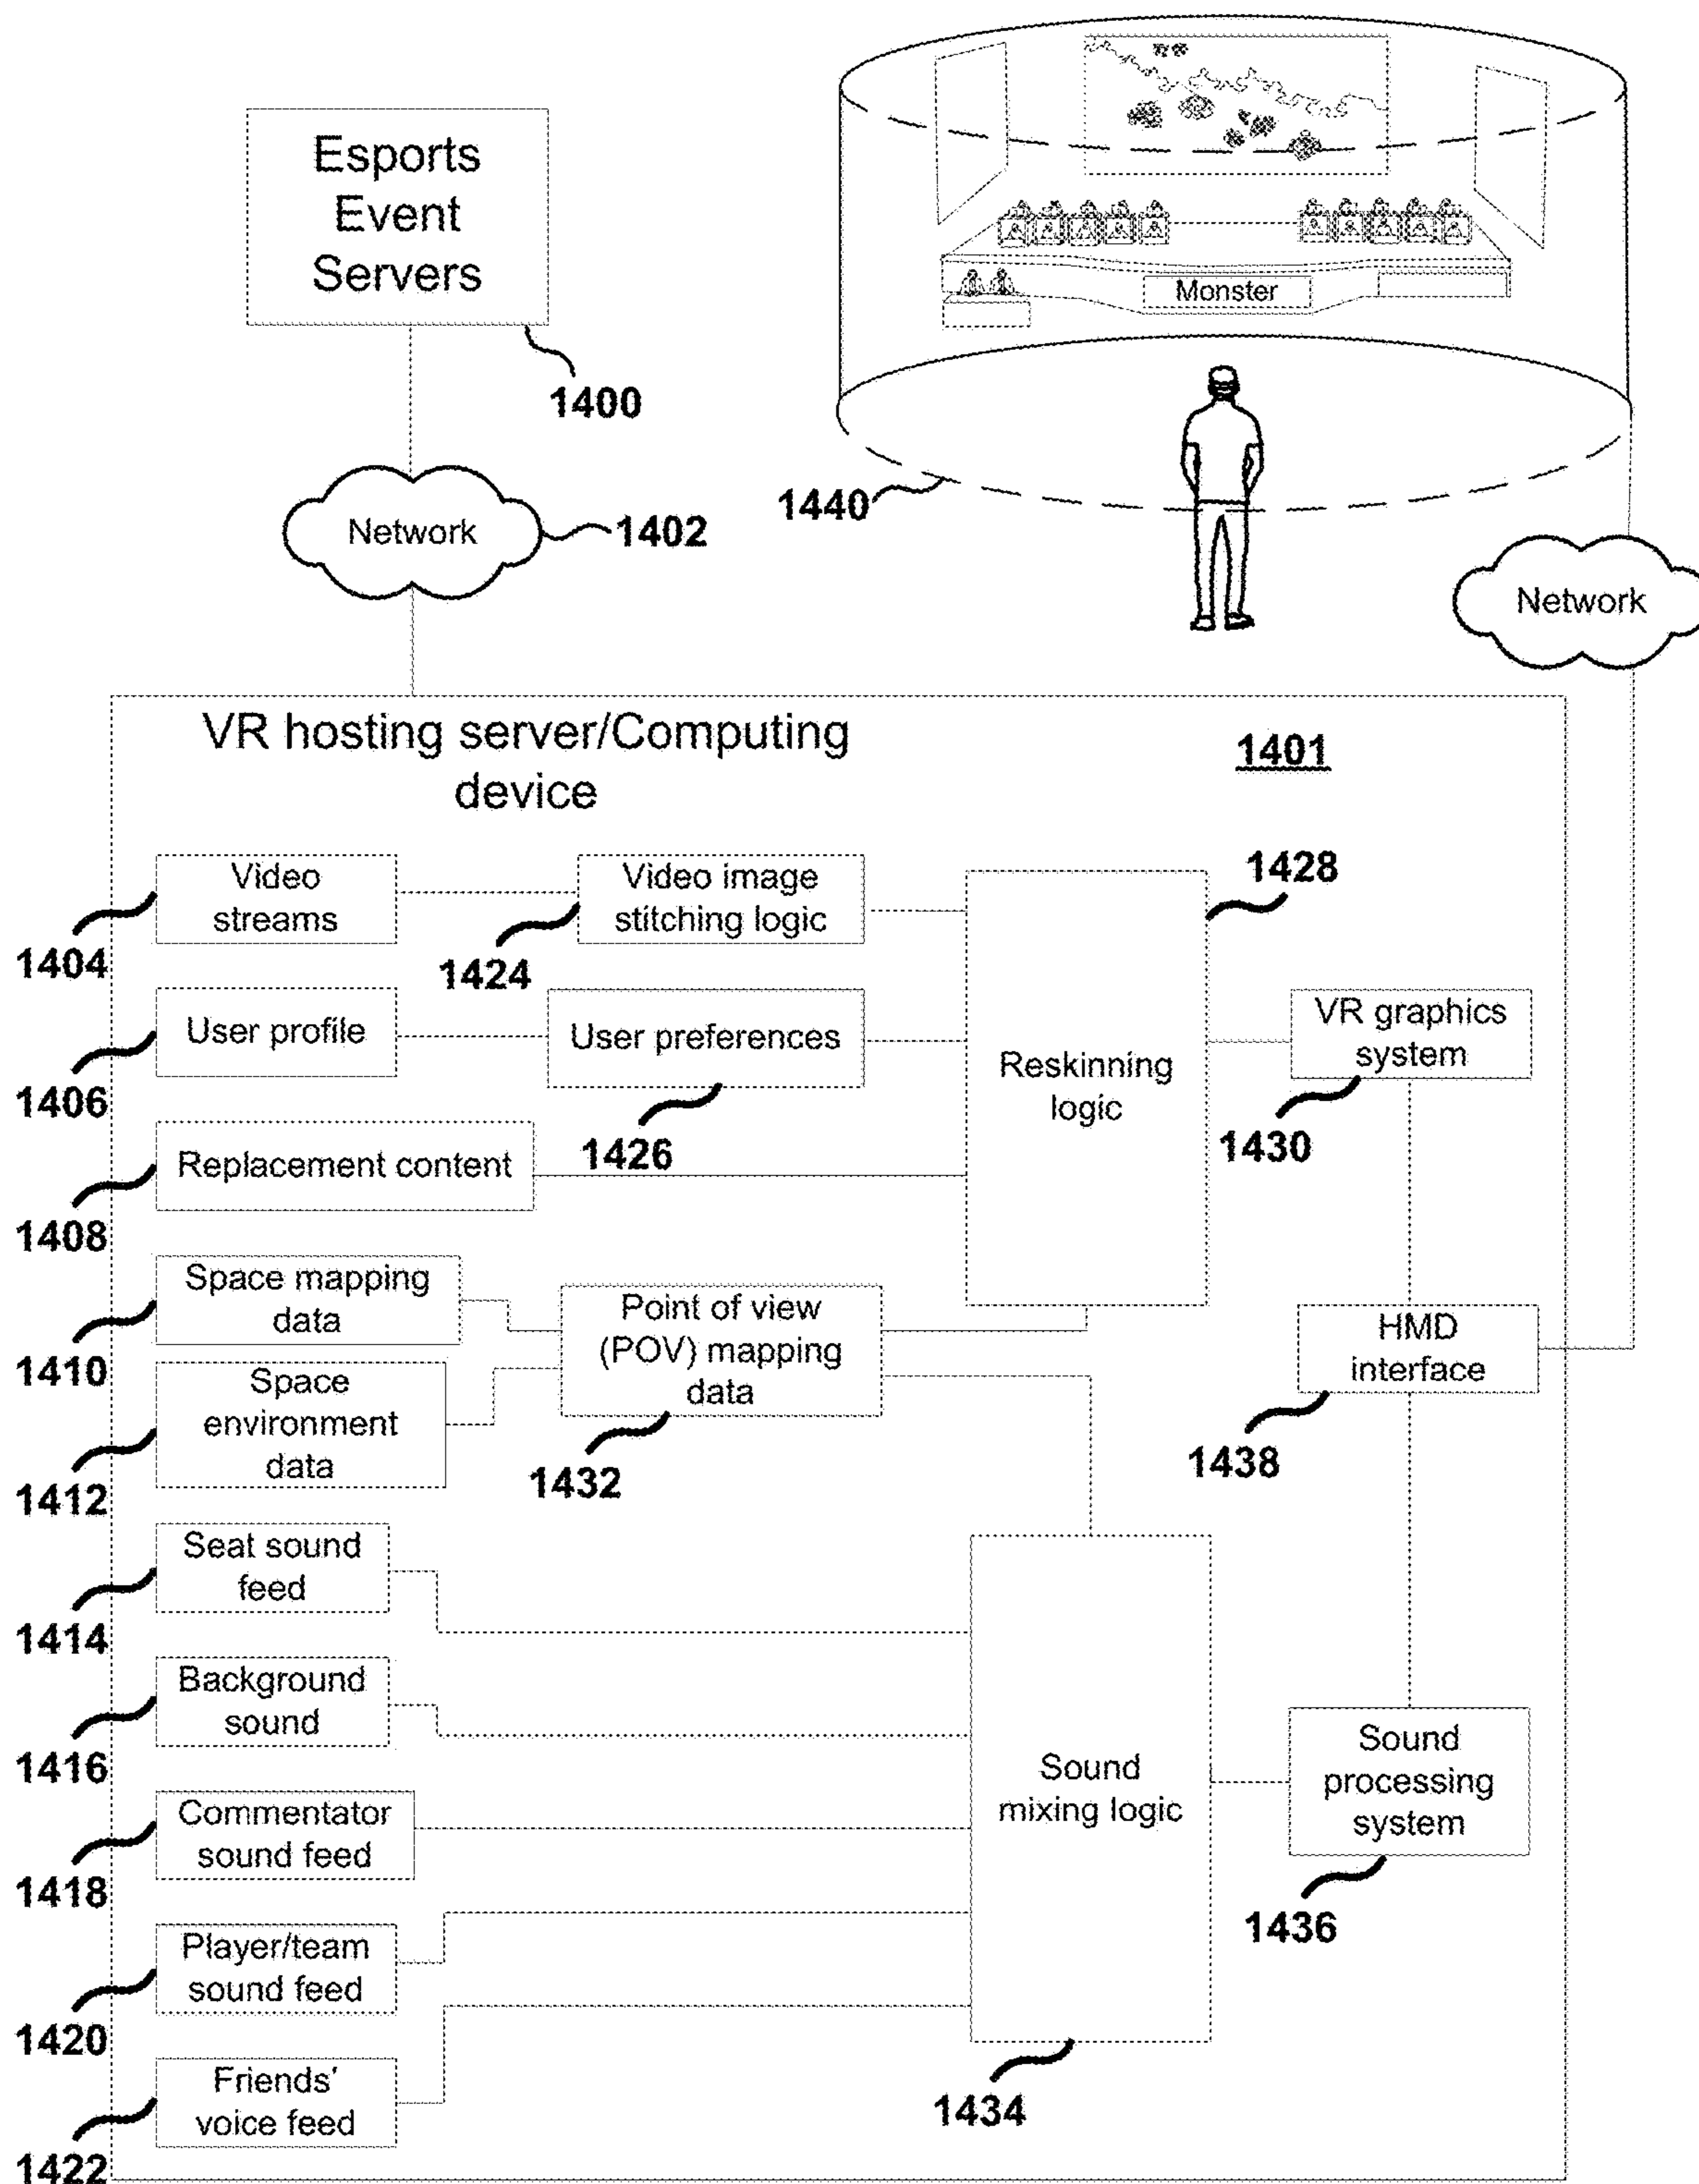 Esports
Event
Servers
1400
Monster
1440
Network
1402
Network
VR hosting server/Computing
device
1401
Video
streams
1404
Video image
stitching logic
1424
1428
User profile
1406
User preferences
1426
Reskinning
logic
VR graphics
system
1430
Replacement content
1408
Space mapping
data
1410
Space
environment
data
1412
Point of view
(POV) mapping
data
1432
HMD
interface
1438
Seat sound
feed
1414
Background
sound
1416
Commentator
sound feed
1418
Player/team
sound feed
1420
Friends'
voice feed
1422
Sound
mixing logic
1434
Sound
processing
system
1436